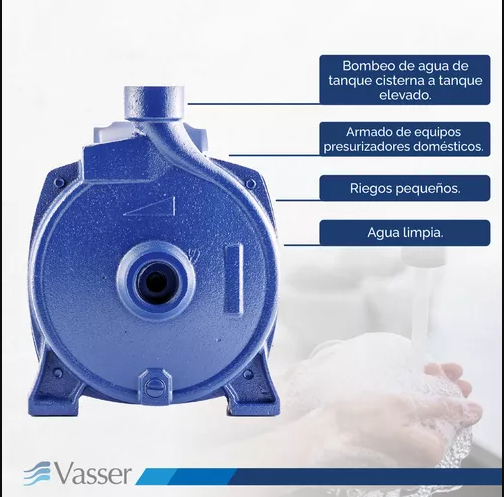 Bombeo de agua de
tanque cisterna a tanque
elevado.
Armado de equipos
presurizadores domésticos.
Riegos pequeños.
Agua limpia.
Vasser